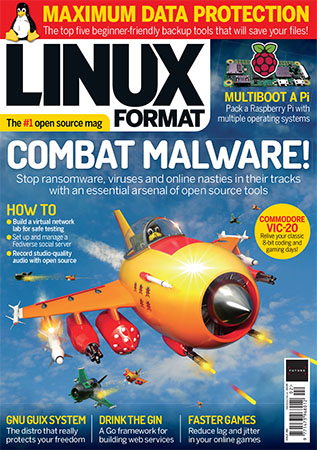 MAXIMUM DATA PROTECTION
The top five beginner-friendly backup tools that will save your files!
LINUX
FORMAT
The #1 open source mag
MULTIBOOT A Pi
Pack a Raspberry Pi with
multiple operating systems
COMBAT MALWARE!
Stop ransomware, viruses and online nasties in their tracks
with an essential arsenal of open source tools
HOW TO
Build a virtual network
lab for safe testing
Set up and manage a
Fediverse social server
Record studio-quality
audio with open source
COMMODORE
VIC-20
Relive your classic
8-bit coding and
gaming days!
FUTURE
GNU GUIX SYSTEM
The distro that really
protects your freedom
DRINK THE GIN
A Go framework for
building web services
FASTER GAMES
Reduce lag and jitter
in your online games